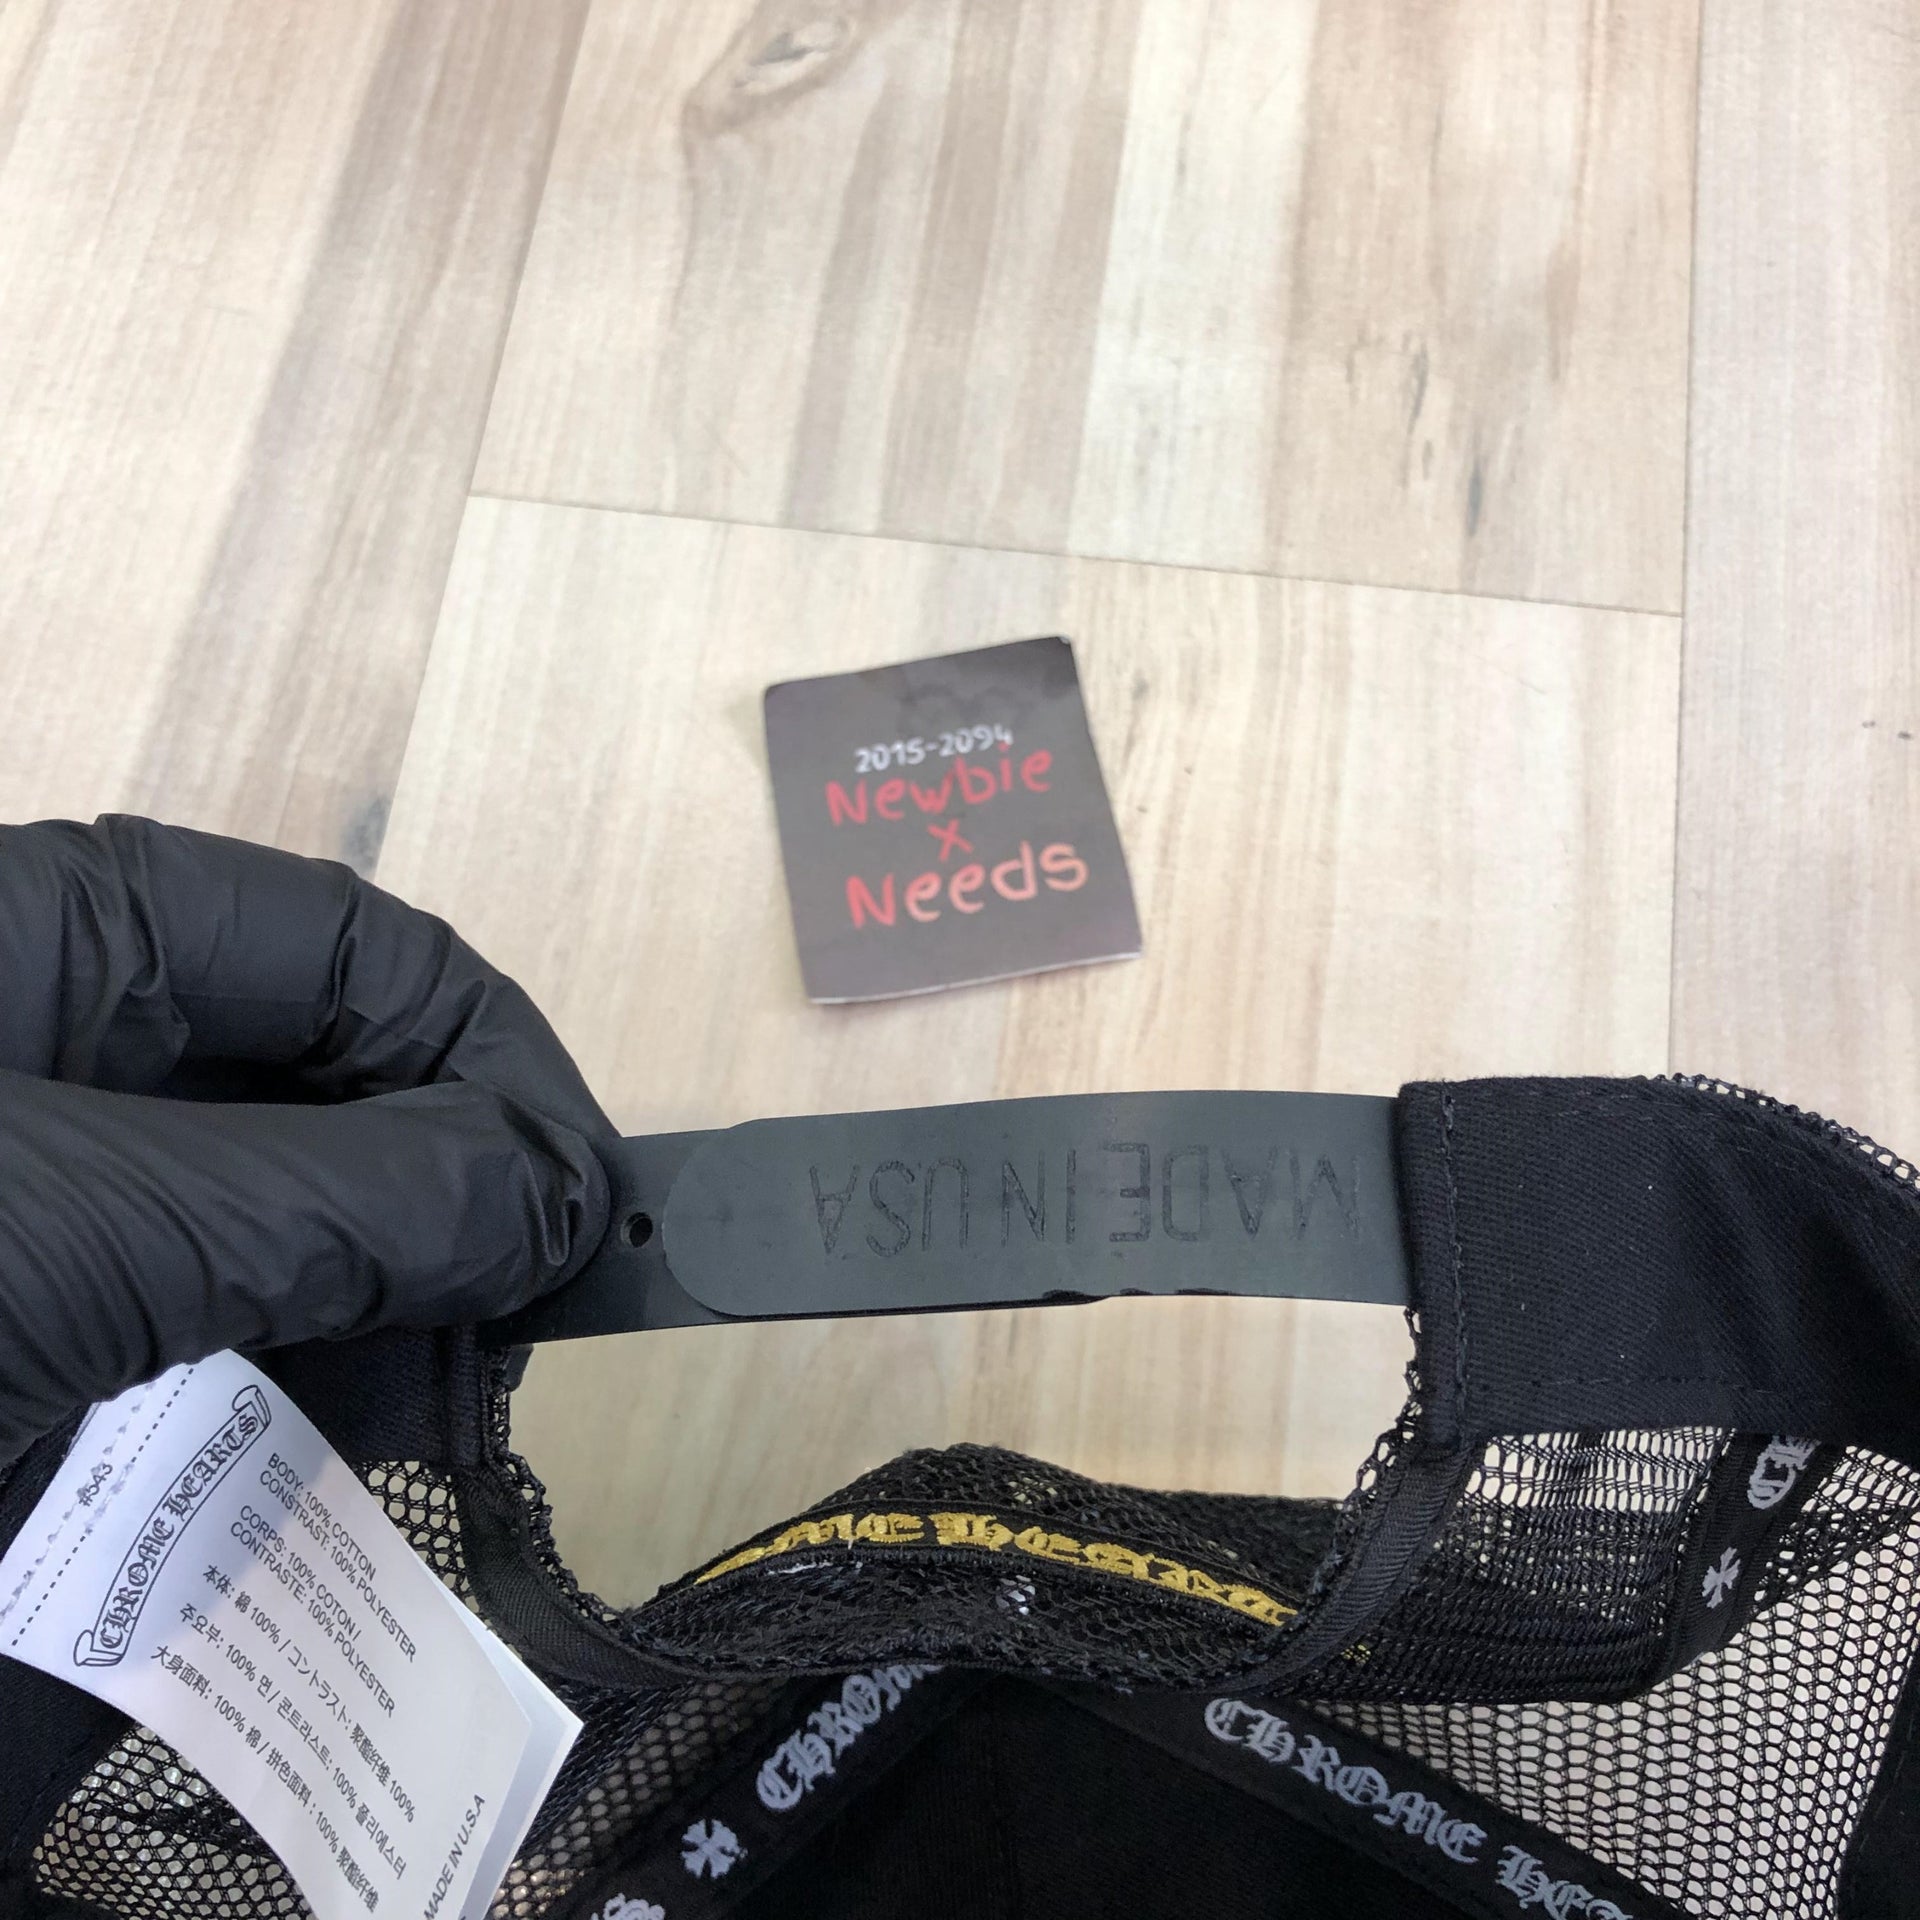 2015-2094
Newbie
x
Needs
MADE IN USA
#543
CHROME HEARTS
BODY: 100% COTTON
CONSTRAST: 100% POLYESTER
CORPS: 100% COTON /
CONTRASTE: 100% POLYESTER
本体: 綿 100% / コントラスト: 聚酯纤维 100%
주요부: 100% 면 / 콘트라스트: 100% 폴리에스터
大身面料: 100% 棉 / 拼色面料: 100% 聚酯纤维
MADE IN U.S.A
CHROME
CHROME